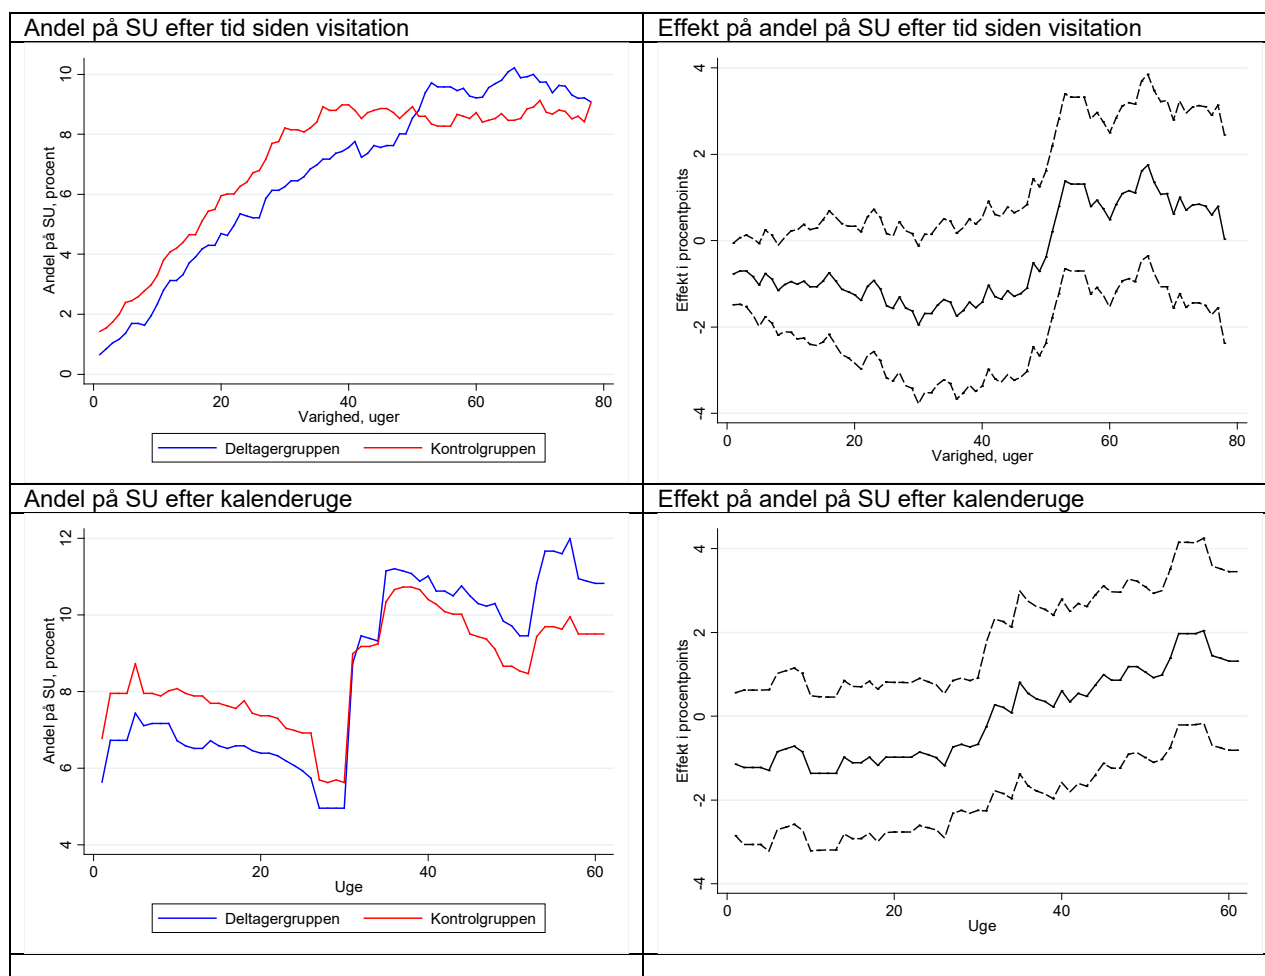 Andel på SU efter tid siden visitation
Effekt på andel på SU efter tid siden visitation
Andel på SU, procent
10
8
6
4
2
0
0 20 40 60 80
Varighed, uger
Deltagergruppen Kontrolgruppen
Effekt i procentpoints
4
2
0
-2
-4
0 20 40 60 80
Varighed, uger
Andel på SU efter kalenderuge
Effekt på andel på SU efter kalenderuge
Andel på SU, procent
12
10
8
6
4
0 20 40 60
Uge
Deltagergruppen Kontrolgruppen
Effekt i procentpoints
4
2
0
-2
-4
0 20 40 60
Uge